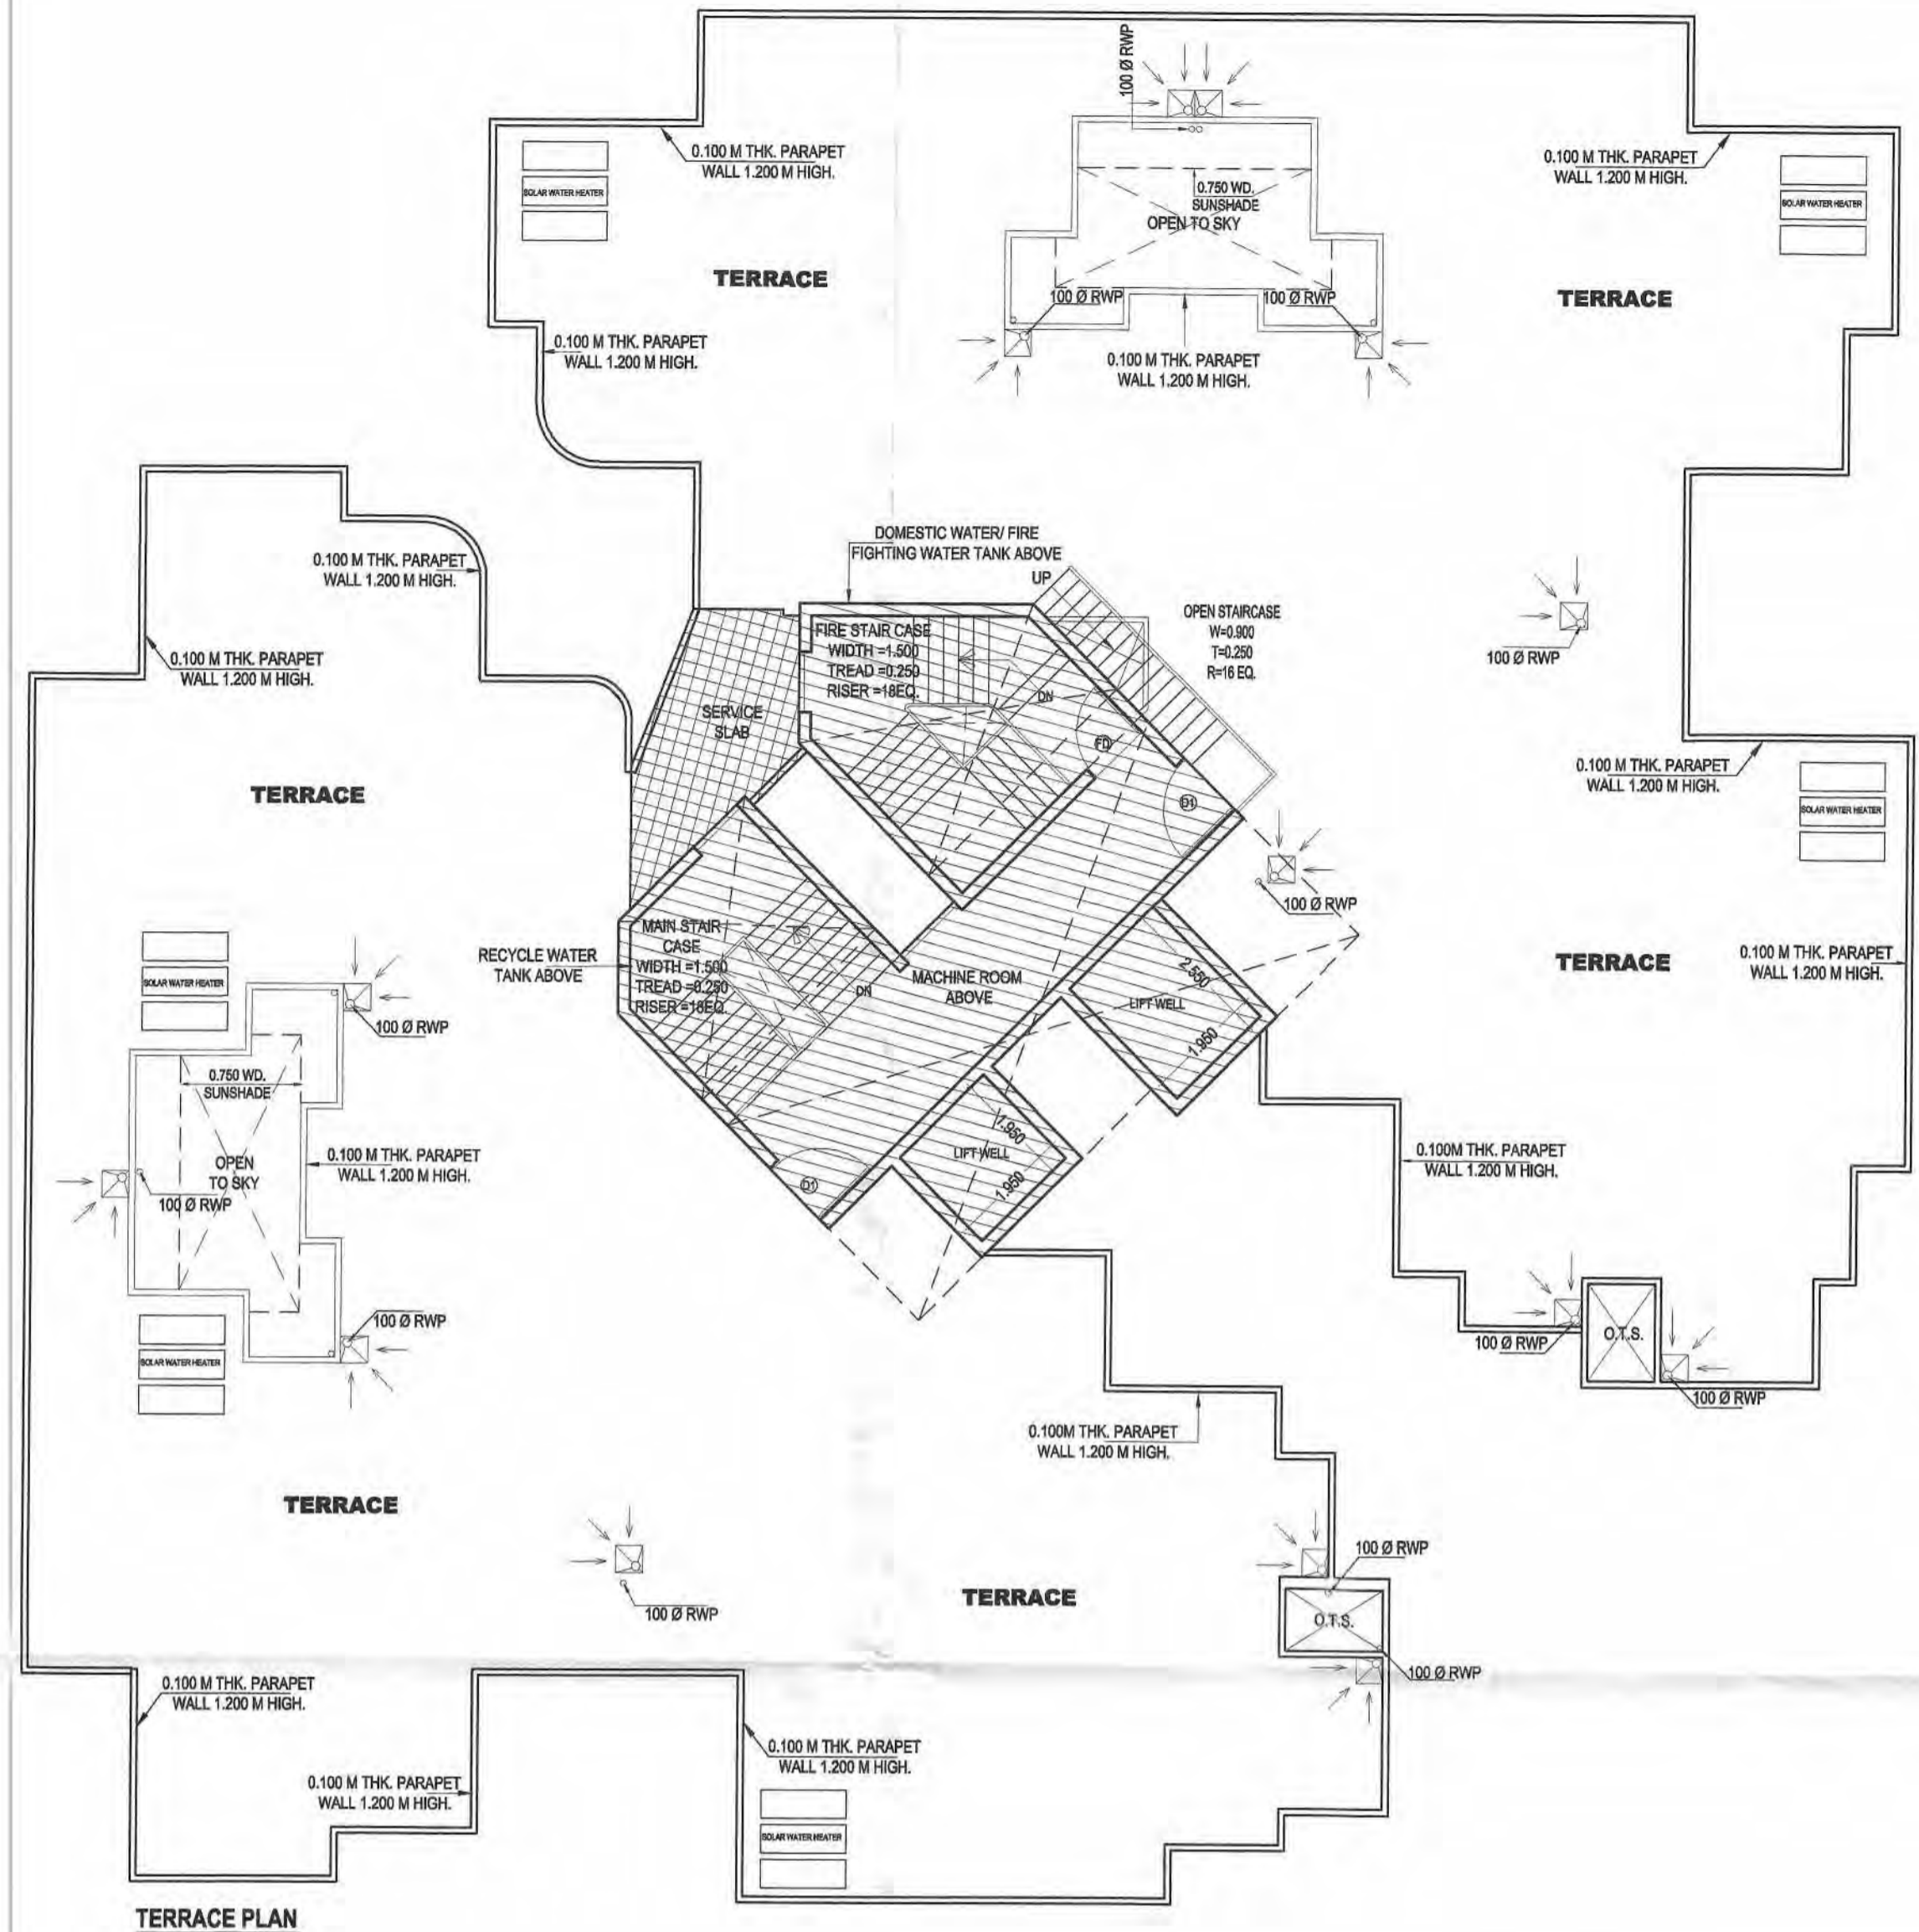 100 Ø RWP
0.100 M THK. PARAPET
WALL 1.200 M HIGH.
SOLAR WATER HEATER
0.750 WD.
SUNSHADE
OPEN TO SKY
0.100 M THK. PARAPET
WALL 1.200 M HIGH.
SOLAR WATER HEATER
TERRACE
TERRACE
100 Ø RWP
100 Ø RWP
0.100 M THK. PARAPET
WALL 1.200 M HIGH.
0.100 M THK. PARAPET
WALL 1.200 M HIGH.
DOMESTIC WATER/ FIRE
FIGHTING WATER TANK ABOVE
UP
0.100 M THK. PARAPET
WALL 1.200 M HIGH.
OPEN STAIRCASE
W=0.900
T=0.250
R=16 EQ.
FIRE STAIR CASE
WIDTH =1.500
TREAD =0.250
RISER =18EQ.
DN
100 Ø RWP
0.100 M THK. PARAPET
WALL 1.200 M HIGH.
SERVICE
SLAB
FD
D1
TERRACE
0.100 M THK. PARAPET
WALL 1.200 M HIGH.
SOLAR WATER HEATER
100 Ø RWP
MAIN STAIR
CASE
WIDTH =1.500
TREAD =0.250
RISER =18EQ.
DN
RECYCLE WATER
TANK ABOVE
MACHINE ROOM
ABOVE
2.550
LIFT WELL
1.950
TERRACE
0.100 M THK. PARAPET
WALL 1.200 M HIGH.
SOLAR WATER HEATER
100 Ø RWP
0.750 WD.
SUNSHADE
OPEN
TO SKY
100 Ø RWP
0.100 M THK. PARAPET
WALL 1.200 M HIGH.
1.950
LIFT WELL
1.950
D1
0.100M THK. PARAPET
WALL 1.200 M HIGH.
100 Ø RWP
SOLAR WATER HEATER
100 Ø RWP
O.T.S.
100 Ø RWP
0.100M THK. PARAPET
WALL 1.200 M HIGH.
TERRACE
100 Ø RWP
TERRACE
100 Ø RWP
O.T.S.
100 Ø RWP
0.100 M THK. PARAPET
WALL 1.200 M HIGH.
0.100 M THK. PARAPET
WALL 1.200 M HIGH.
0.100 M THK. PARAPET
WALL 1.200 M HIGH.
SOLAR WATER HEATER
TERRACE PLAN